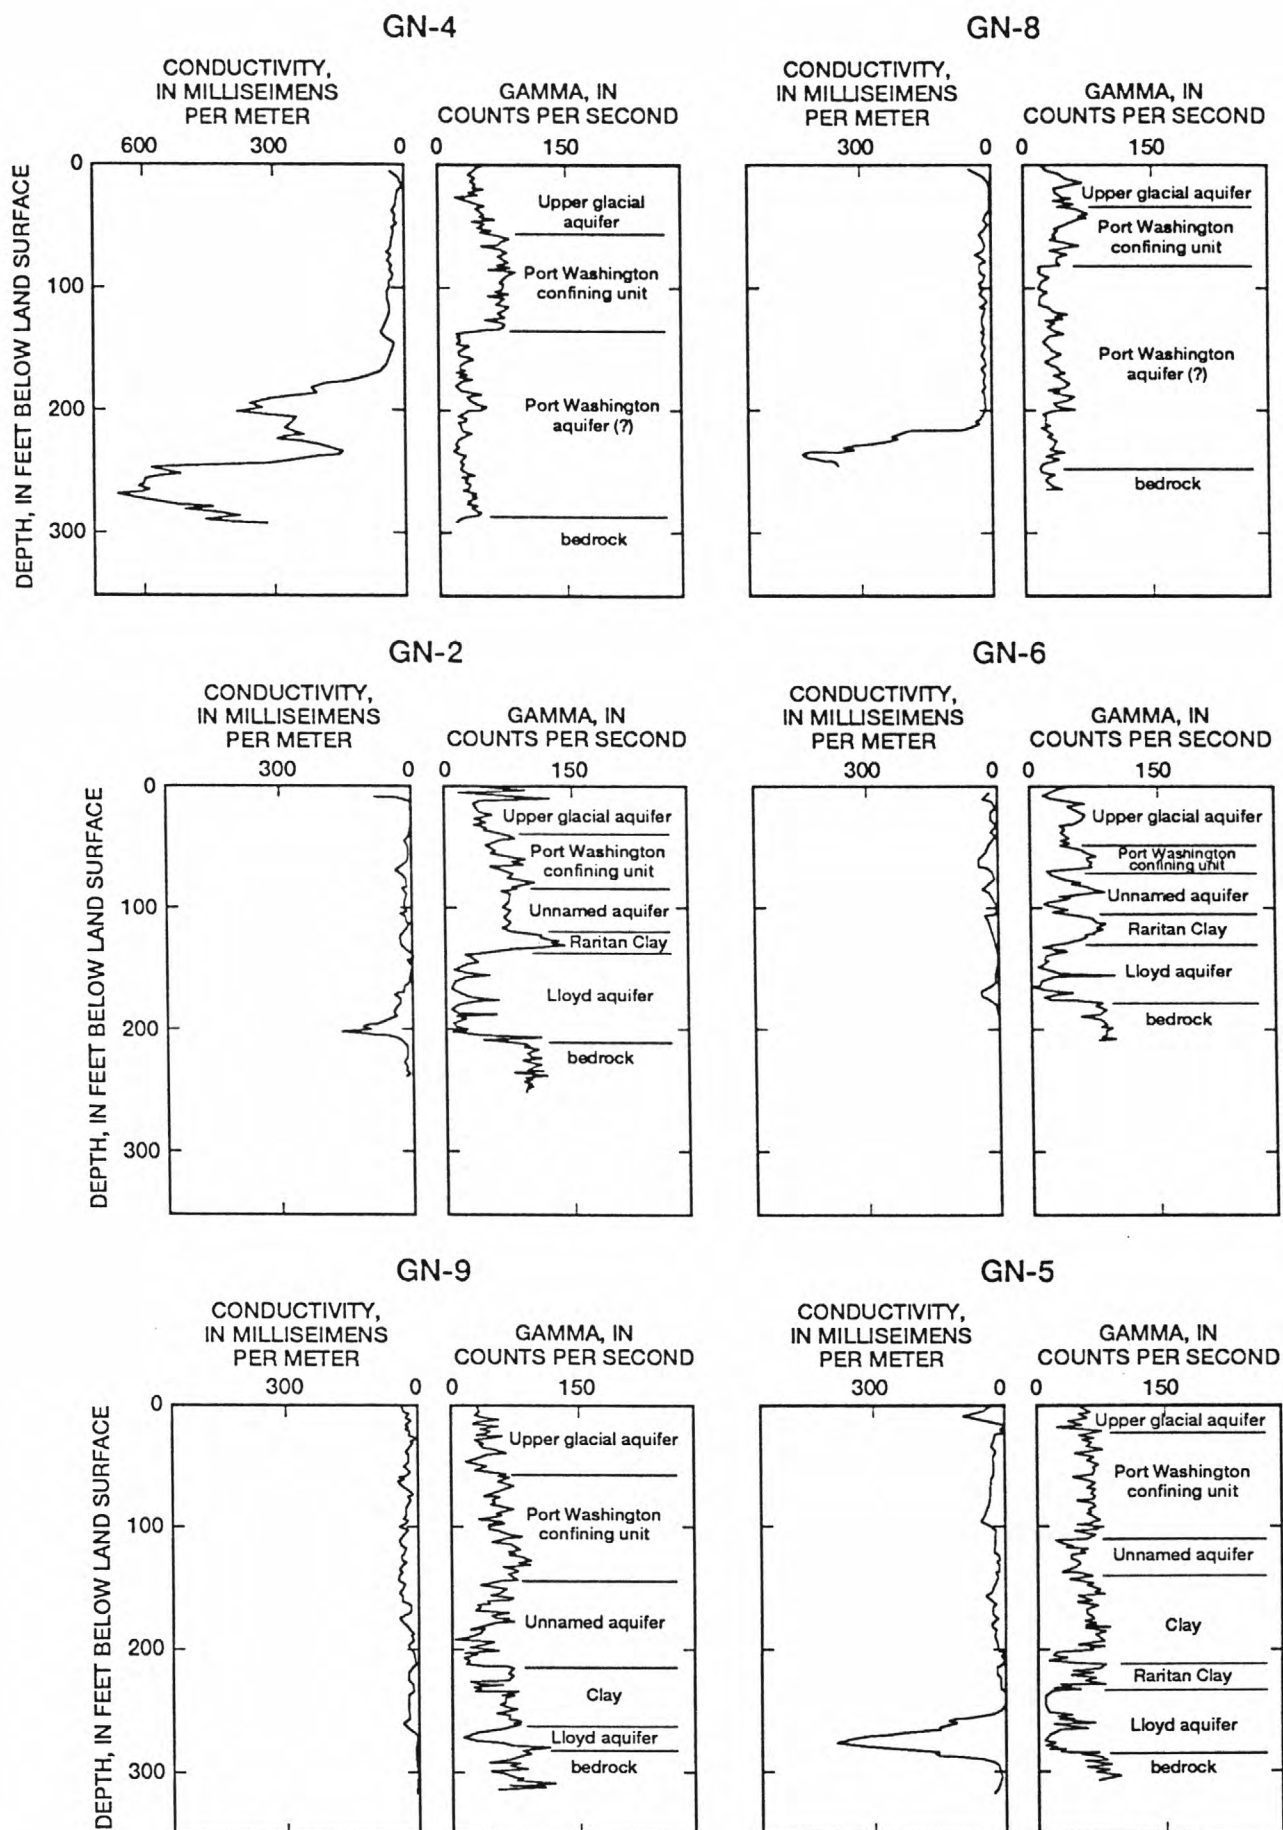 GN-4
CONDUCTIVITY,
IN MILLISEIMENS
PER METER
600 300 0
GAMMA, IN
COUNTS PER SECOND
0 150
DEPTH, IN FEET BELOW LAND SURFACE
0
100
200
300
Upper glacial
aquifer
Port Washington
confining unit
Port Washington
aquifer (?)
bedrock
GN-8
CONDUCTIVITY,
IN MILLISEIMENS
PER METER
300 0
GAMMA, IN
COUNTS PER SECOND
0 150
Upper glacial aquifer
Port Washington
confining unit
Port Washington
aquifer (?)
bedrock
GN-2
CONDUCTIVITY,
IN MILLISEIMENS
PER METER
300 0
GAMMA, IN
COUNTS PER SECOND
0 150
DEPTH, IN FEET BELOW LAND SURFACE
0
100
200
300
Upper glacial aquifer
Port Washington
confining unit
Unnamed aquifer
Raritan Clay
Lloyd aquifer
bedrock
GN-6
CONDUCTIVITY,
IN MILLISEIMENS
PER METER
300 0
GAMMA, IN
COUNTS PER SECOND
0 150
Upper glacial aquifer
Port Washington
confining unit
Unnamed aquifer
Raritan Clay
Lloyd aquifer
bedrock
GN-9
CONDUCTIVITY,
IN MILLISEIMENS
PER METER
300 0
GAMMA, IN
COUNTS PER SECOND
0 150
DEPTH, IN FEET BELOW LAND SURFACE
0
100
200
300
Upper glacial aquifer
Port Washington
confining unit
Unnamed aquifer
Clay
Lloyd aquifer
bedrock
GN-5
CONDUCTIVITY,
IN MILLISEIMENS
PER METER
300 0
GAMMA, IN
COUNTS PER SECOND
0 150
Upper glacial aquifer
Port Washington
confining unit
Unnamed aquifer
Clay
Raritan Clay
Lloyd aquifer
bedrock